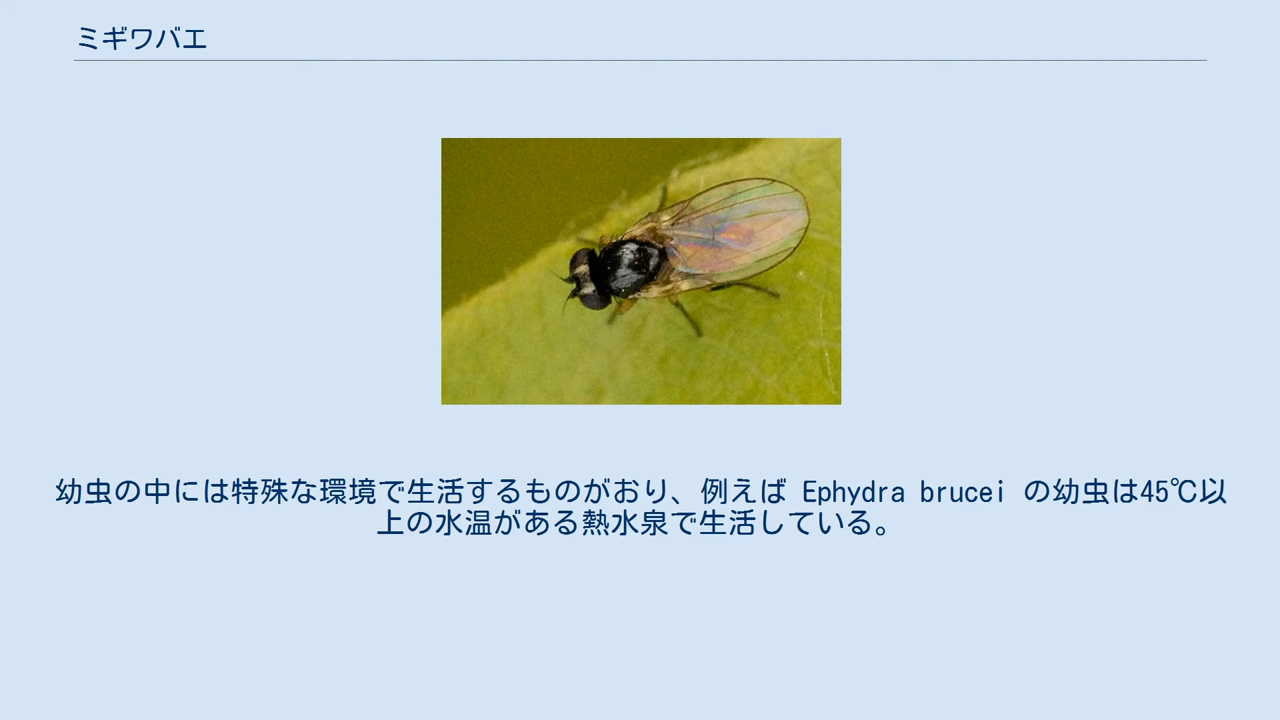 ミギワバエ
幼虫の中には特殊な環境で生活するものがおり、例えば Ephydra brucei の幼虫は45℃以
上の水温がある熱水泉で生活している。